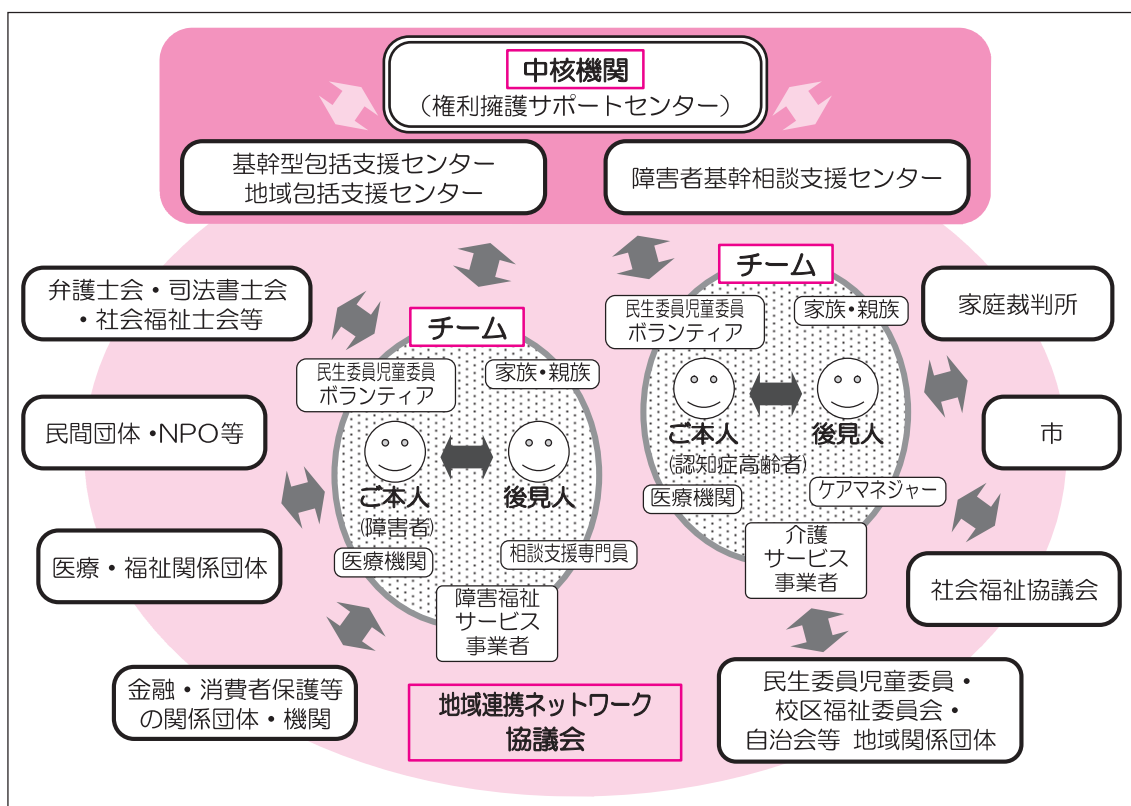 中核機関
（権利擁護サポートセンター）
基幹型包括支援センター
地域包括支援センター
障害者基幹相談支援センター
弁護士会・司法書士会
・社会福祉士会等
民間団体・NPO等
医療・福祉関係団体
金融・消費者保護等
の関係団体・機関
チーム
民生委員児童委員
ボランティア
家族・親族
ご本人
(障害者)
後見人
医療機関
相談支援専門員
障害福祉
サービス
事業者
チーム
民生委員児童委員
ボランティア
家族・親族
ご本人
(認知症高齢者)
後見人
医療機関
ケアマネジャー
介護
サービス
事業者
家庭裁判所
市
社会福祉協議会
民生委員児童委員・
校区福祉委員会・
自治会等 地域関係団体
地域連携ネットワーク
協議会